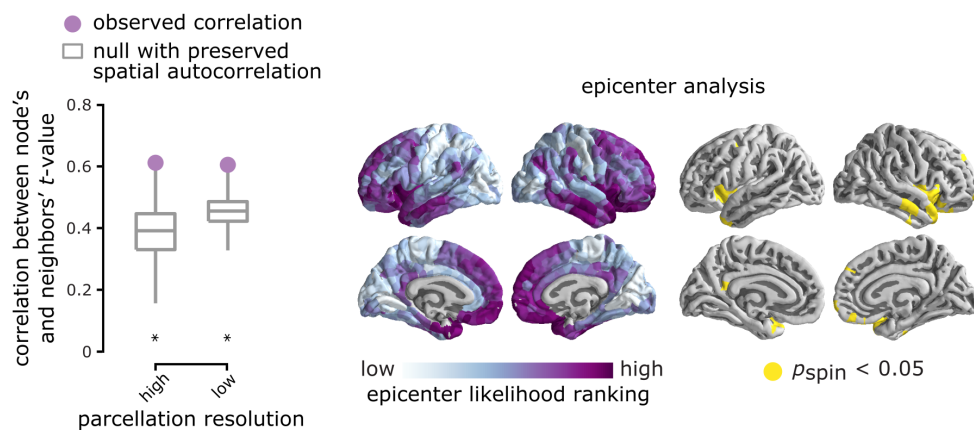 observed correlation
null with preserved
spatial autocorrelation
correlation between node's
and neighbors' t-value
0.8
0.6
0.4
0.2
0
* *
high low
parcellation resolution
epicenter analysis
low high
epicenter likelihood ranking
pspin < 0.05